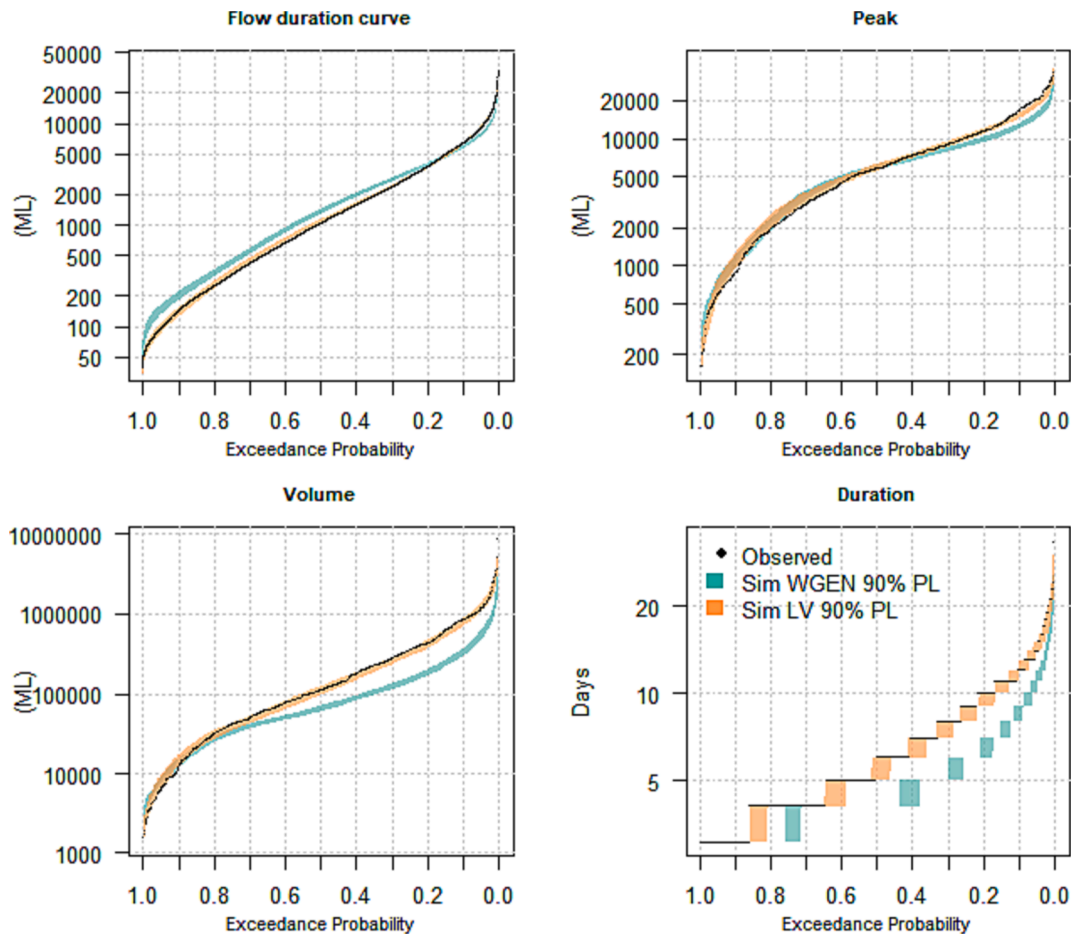 Flow duration curve
50000
20000
10000
5000
2000
1000
500
200
100
50
(ML)
1.0 0.8 0.6 0.4 0.2 0.0
Exceedance Probability
Peak
20000
10000
5000
2000
1000
500
200
(ML)
1.0 0.8 0.6 0.4 0.2 0.0
Exceedance Probability
Volume
10000000
1000000
100000
10000
1000
(ML)
1.0 0.8 0.6 0.4 0.2 0.0
Exceedance Probability
Duration
Observed
Sim WGEN 90% PL
Sim LV 90% PL
20
10
5
Days
1.0 0.8 0.6 0.4 0.2 0.0
Exceedance Probability